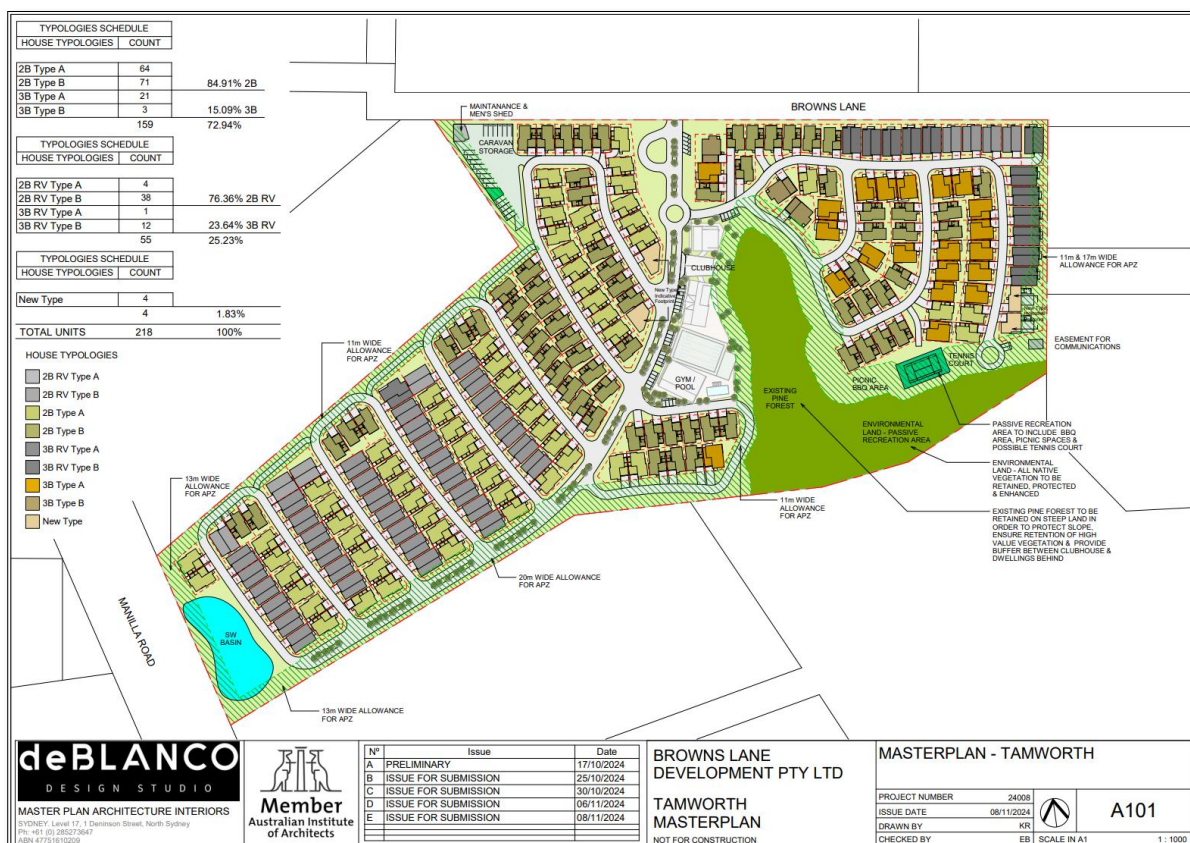 TYPOLOGIES SCHEDULE
HOUSE TYPOLOGIES COUNT
2B Type A 64
2B Type B 71 84.91% 2B
3B Type A 21
3B Type B 3 15.09% 3B
159 72.94%
TYPOLOGIES SCHEDULE
HOUSE TYPOLOGIES COUNT
2B RV Type A 4
2B RV Type B 38 76.36% 2B RV
3B RV Type A 1
3B RV Type B 12 23.64% 3B RV
55 25.23%
TYPOLOGIES SCHEDULE
HOUSE TYPOLOGIES COUNT
New Type 4
4 1.83%
TOTAL UNITS 218 100%
HOUSE TYPOLOGIES
2B RV Type A
2B RV Type B
2B Type A
2B Type B
3B RV Type A
3B RV Type B
3B Type A
3B Type B
New Type
MAINTANANCE &
MEN'S SHED
CARAVAN
STORAGE
BROWNS LANE
CLUBHOUSE
New Type
Indicative
Footprint
11m & 17m WIDE
ALLOWANCE FOR APZ
EASEMENT FOR
COMMUNICATIONS
11m WIDE
ALLOWANCE
FOR APZ
GYM /
POOL
EXISTING
PINE
FOREST
PICNIC
BBQ AREA
TENNIS
COURT
ENVIRONMENTAL
LAND - PASSIVE
RECREATION AREA
PASSIVE RECREATION
AREA TO INCLUDE BBQ
AREA, PICNIC SPACES &
POSSIBLE TENNIS COURT
ENVIRONMENTAL
LAND - ALL NATIVE
VEGETATION TO BE
RETAINED, PROTECTED
& ENHANCED
EXISTING PINE FOREST TO BE
RETAINED ON STEEP LAND IN
ORDER TO PROTECT SLOPE.
ENSURE RETENTION OF HIGH
VALUE VEGETATION & PROVIDE
BUFFER BETWEEN CLUBHOUSE &
DWELLINGS BEHIND
13m WIDE
ALLOWANCE
FOR APZ
11m WIDE
ALLOWANCE
FOR APZ
20m WIDE ALLOWANCE
FOR APZ
MANILLA ROAD
SW
BASIN
13m WIDE ALLOWANCE
FOR APZ
deBLANCO
DESIGN STUDIO
MASTER PLAN ARCHITECTURE INTERIORS
SYDNEY. Level 17, 1 Deninson Street, North Sydney
Ph: +61 (0) 285273647
ABN 47751610209
Member
Australian Institute
of Architects
Nº Issue Date
A PRELIMINARY 17/10/2024
B ISSUE FOR SUBMISSION 25/10/2024
C ISSUE FOR SUBMISSION 30/10/2024
D ISSUE FOR SUBMISSION 06/11/2024
E ISSUE FOR SUBMISSION 08/11/2024
BROWNS LANE
DEVELOPMENT PTY LTD
TAMWORTH
MASTERPLAN
NOT FOR CONSTRUCTION
MASTERPLAN - TAMWORTH
PROJECT NUMBER 24008
ISSUE DATE 08/11/2024
DRAWN BY KR
CHECKED BY EB
A101
SCALE IN A1 1 : 1000